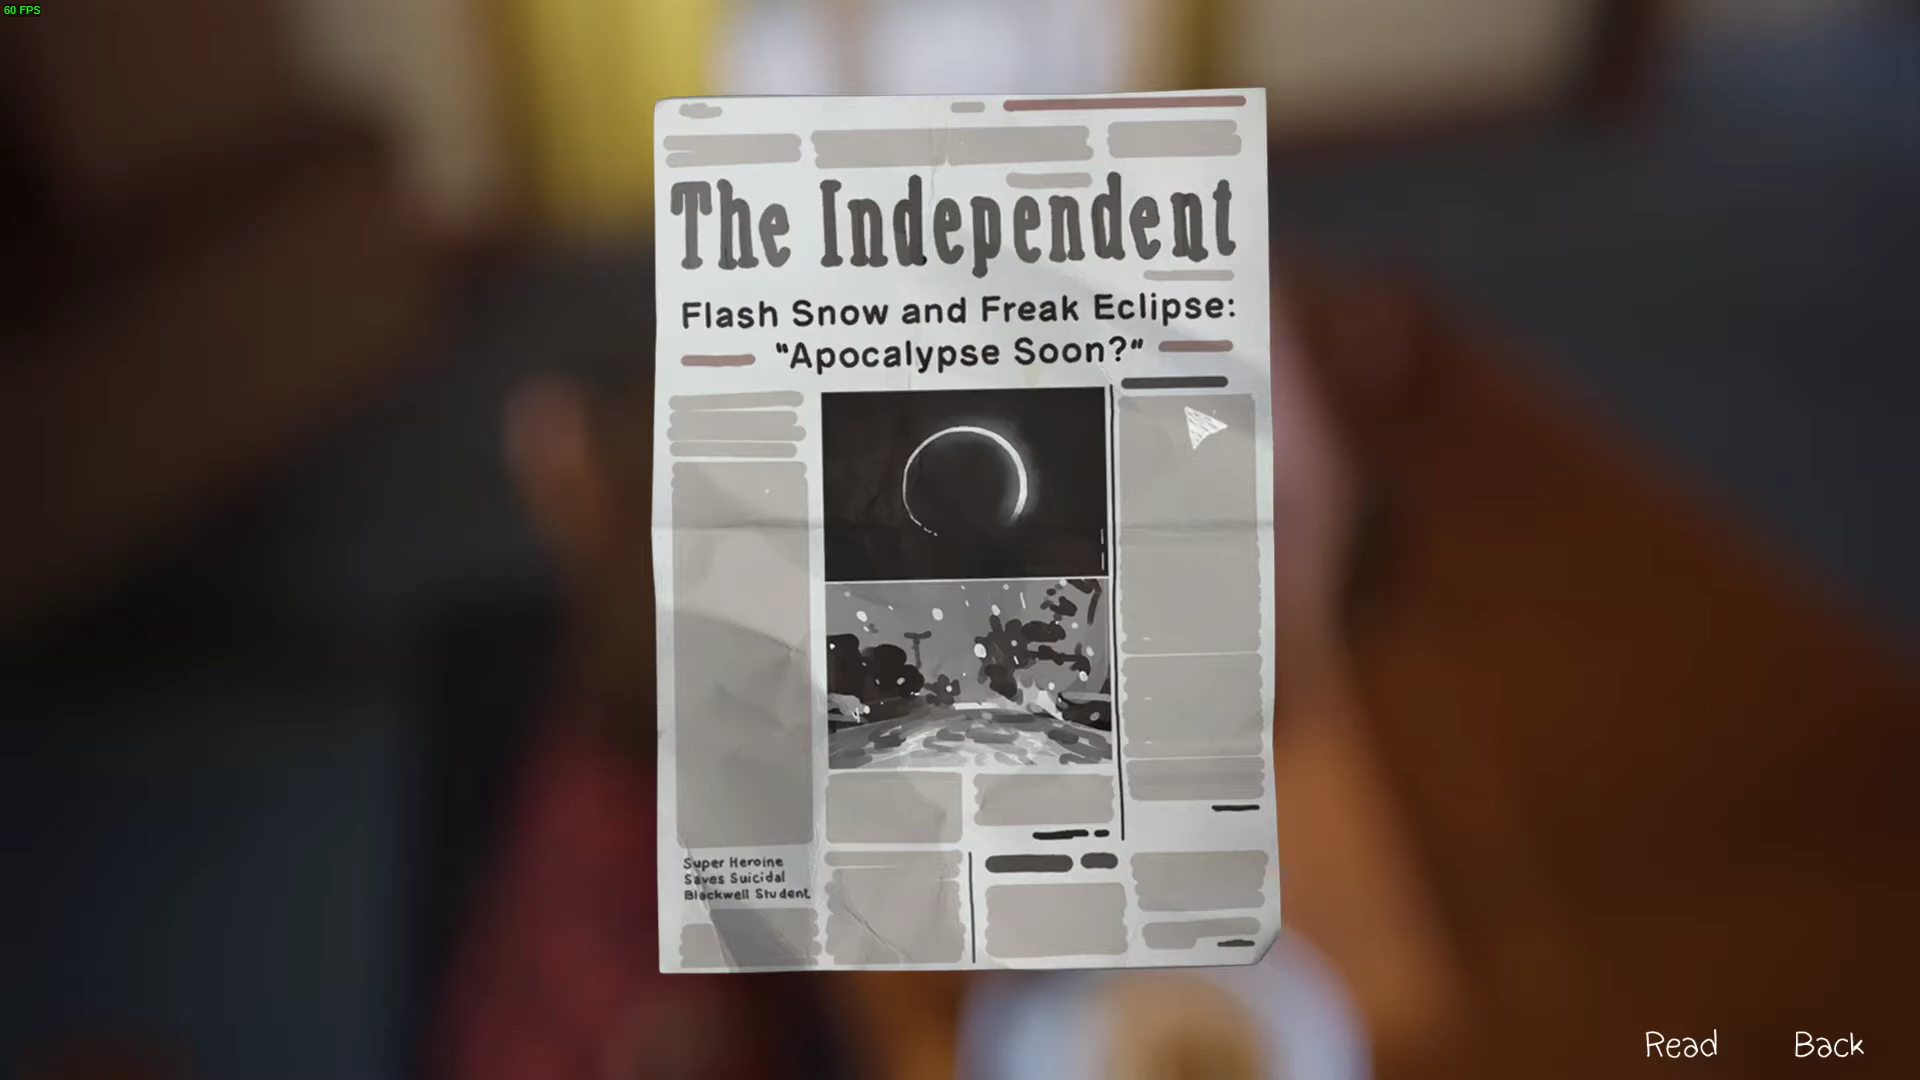 60 FPS
The Independent
Flash Snow and Freak Eclipse:
"Apocalypse Soon?"
Super Heroine
Saves Suicidal
Blackwell Student
Read
Back